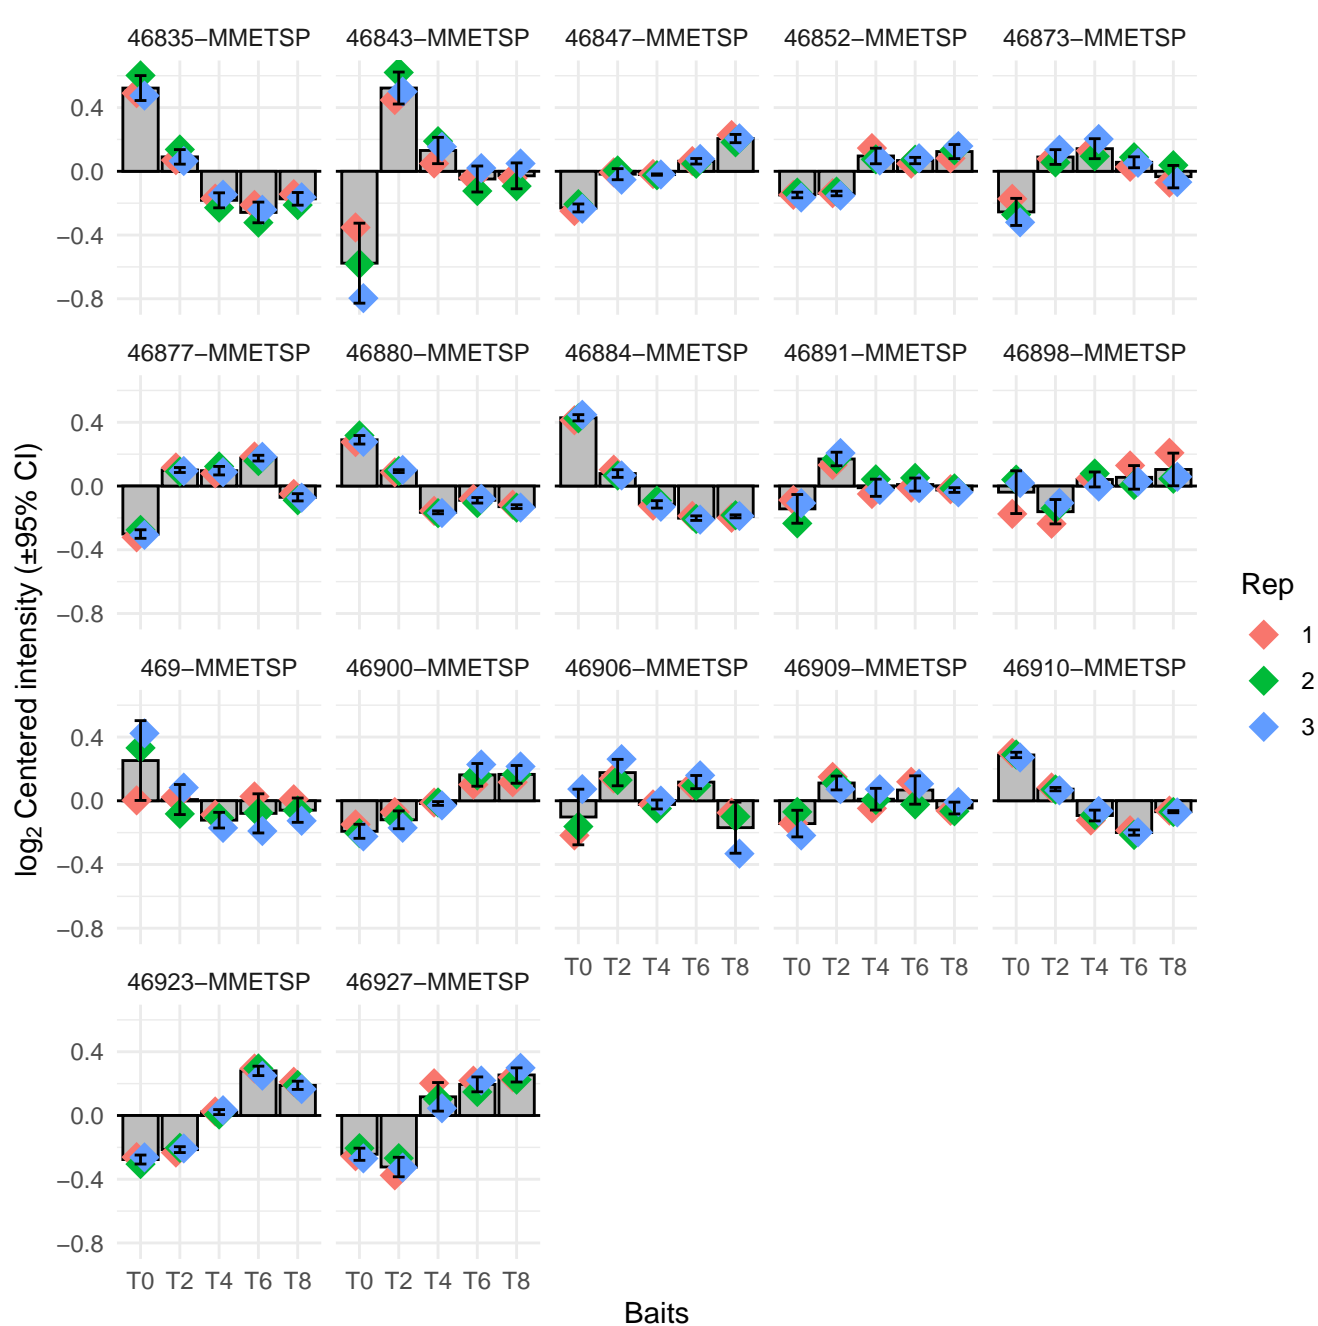 46835−MMETSP 46843−MMETSP 46847−MMETSP 46852−MMETSP 46873−MMETSP
0.4
0.0
−0.4
−0.8
46877−MMETSP 46880−MMETSP 46884−MMETSP 46891−MMETSP 46898−MMETSP
0.4
0.0
−0.4
−0.8
469−MMETSP 46900−MMETSP 46906−MMETSP 46909−MMETSP 46910−MMETSP
0.4
0.0
−0.4
−0.8
T0 T2 T4 T6 T8 T0 T2 T4 T6 T8 T0 T2 T4 T6 T8
46923−MMETSP 46927−MMETSP
0.4
0.0
−0.4
−0.8
T0 T2 T4 T6 T8 T0 T2 T4 T6 T8
Baits
log₂ Centered intensity (±95% CI)
Rep
1
2
3